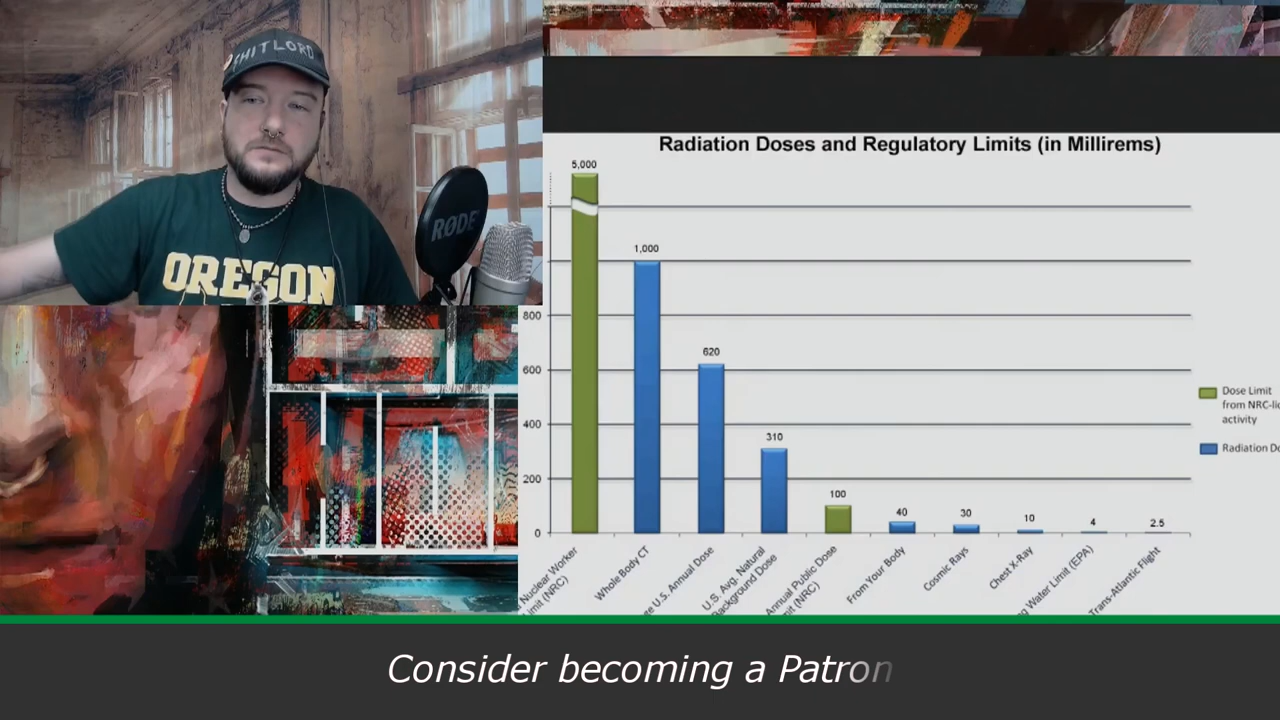 SHITLORD
OREGON
RØDE
Radiation Doses and Regulatory Limits (in Millirems)
5,000
1,000
620
310
100
40
30
10
4
2.5
800
600
400
200
0
Nuclear Worker
(NRC)
Whole Body CT
U.S. Annual Dose
U.S. Avg. Natural
Background Dose
Annual Public Dose
(NRC)
From Your Body
Cosmic Rays
Chest X-Ray
Water Limit (EPA)
Trans-Atlantic Flight
Dose Limit
from NRC-li
activity
Radiation Do
Consider becoming a Patron